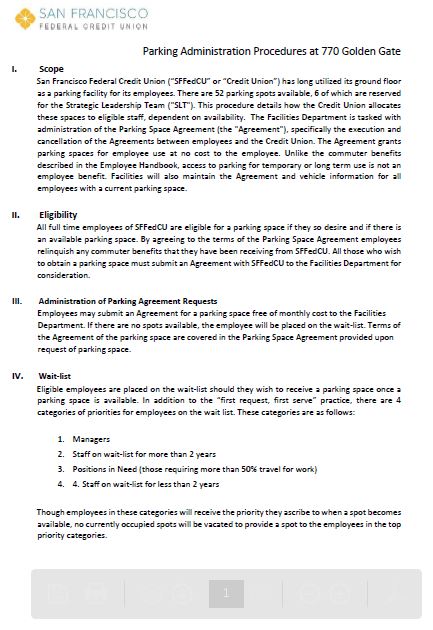 SAN FRANCISCO
FEDERAL CREDIT UNION
Parking Administration Procedures at 770 Golden Gate
I. Scope
San Francisco Federal Credit Union ("SFFedCU" or "Credit Union") has long utilized its ground floor
as a parking facility for its employees. There are 52 parking spots available, 6 of which are reserved
for the Strategic Leadership Team ("SLT"). This procedure details how the Credit Union allocates
these spaces to eligible staff, dependent on availability. The Facilities Department is tasked with
administration of the Parking Space Agreement (the "Agreement"), specifically the execution and
cancellation of the Agreements between employees and the Credit Union. The Agreement grants
parking spaces for employee use at no cost to the employee. Unlike the commuter benefits
described in the Employee Handbook, access to parking for temporary or long term use is not an
employee benefit. Facilities will also maintain the Agreement and vehicle information for all
employees with a current parking space.
II. Eligibility
All full time employees of SFFedCU are eligible for a parking space if they so desire and if there is
an available parking space. By agreeing to the terms of the Parking Space Agreement employees
relinquish any commuter benefits that they have been receiving from SFFedCU. All those who wish
to obtain a parking space must submit an Agreement with SFFedCU to the Facilities Department for
consideration.
III. Administration of Parking Agreement Requests
Employees may submit an Agreement for a parking space free of monthly cost to the Facilities
Department. If there are no spots available, the employee will be placed on the wait-list. Terms of
the Agreement of the parking space are covered in the Parking Space Agreement provided upon
request of parking space.
IV. Wait-list
Eligible employees are placed on the wait-list should they wish to receive a parking space once a
parking space is available. In addition to the "first request, first serve" practice, there are 4
categories of priorities for employees on the wait list. These categories are as follows:
1. Managers
2. Staff on wait-list for more than 2 years
3. Positions in Need (those requiring more than 50% travel for work)
4. 4. Staff on wait-list for less than 2 years
Though employees in these categories will receive the priority they ascribe to when a spot becomes
available, no currently occupied spots will be vacated to provide a spot to the employees in the top
priority categories.
1